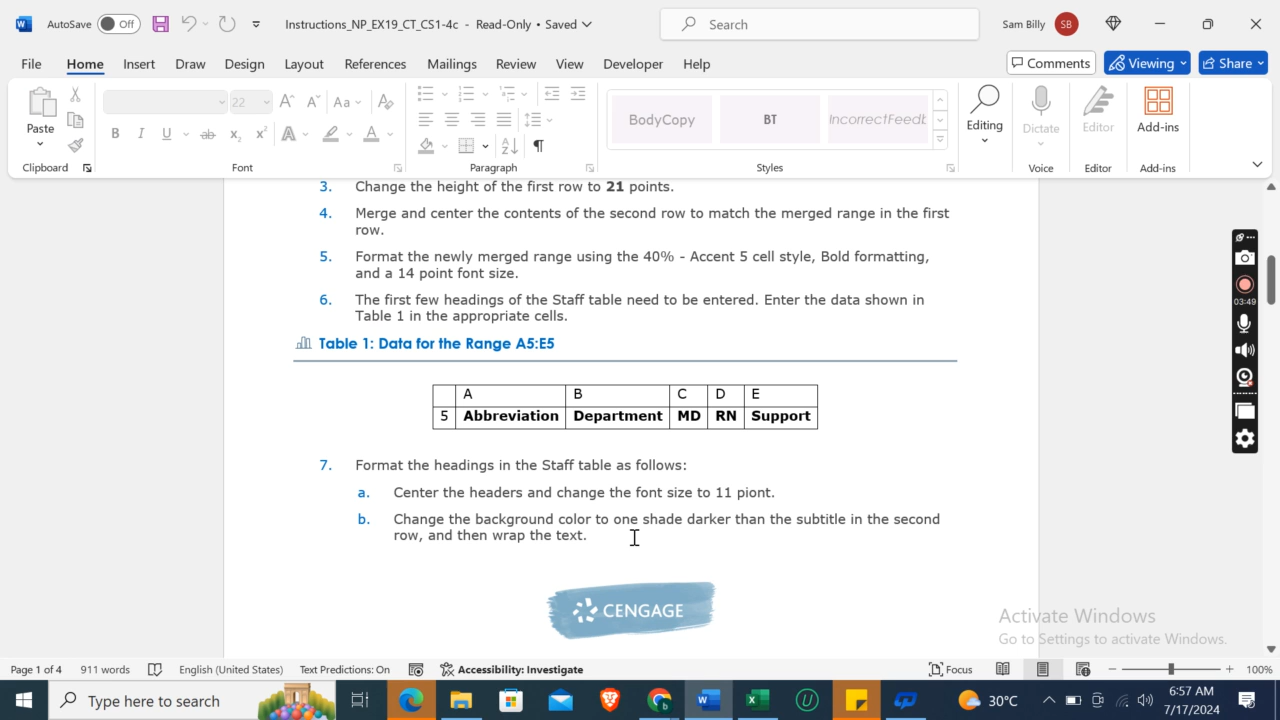 AutoSave Off Instructions_NP_EX19_CT_CS1-4c - Read-Only • Saved Search Sam Billy SB
File Home Insert Draw Design Layout References Mailings Review View Developer Help Comments Viewing Share
22 Aa
Paste BodyCopy BT IncorrectFeedb Editing Dictate Editor Add-ins
Clipboard Font Paragraph Styles Voice Editor Add-ins
3. Change the height of the first row to 21 points.
4. Merge and center the contents of the second row to match the merged range in the first
row.
5. Format the newly merged range using the 40% - Accent 5 cell style, Bold formatting,
and a 14 point font size.
6. The first few headings of the Staff table need to be entered. Enter the data shown in
Table 1 in the appropriate cells.
Table 1: Data for the Range A5:E5
A B C D E
5 Abbreviation Department MD RN Support
7. Format the headings in the Staff table as follows:
a. Center the headers and change the font size to 11 piont.
b. Change the background color to one shade darker than the subtitle in the second
row, and then wrap the text.
CENGAGE
03:49
Activate Windows
Go to Settings to activate Windows.
Page 1 of 4 911 words English (United States) Text Predictions: On Accessibility: Investigate Focus 100%
Type here to search 30°C 6:57 AM
7/17/2024